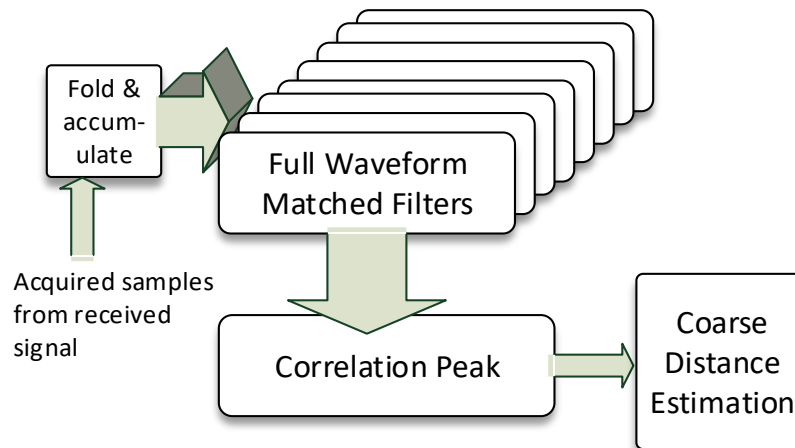 Fold &
accum-
ulate
Full Waveform
Matched Filters
Acquired samples
from received
signal
Correlation Peak
Coarse
Distance
Estimation